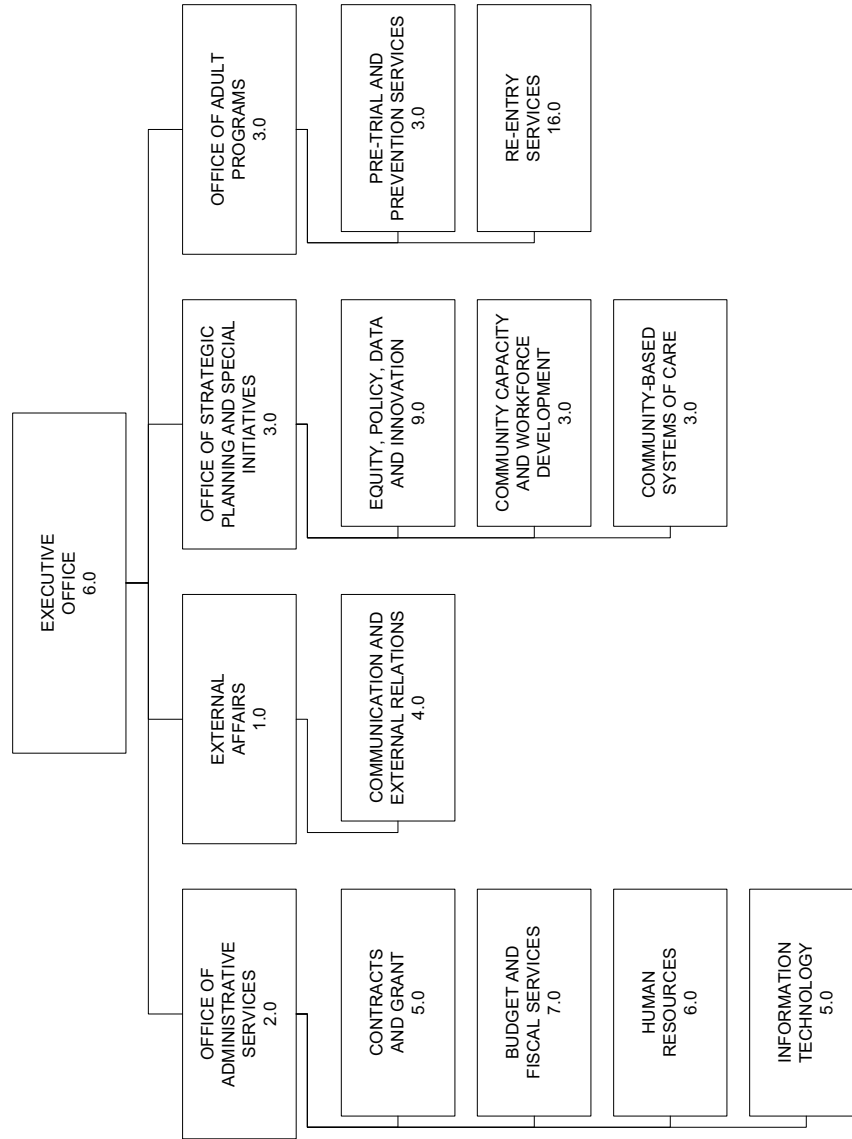 EXECUTIVE
OFFICE
6.0
OFFICE OF
ADMINISTRATIVE
SERVICES
2.0
CONTRACTS
AND GRANT
5.0
BUDGET AND
FISCAL SERVICES
7.0
HUMAN
RESOURCES
6.0
INFORMATION
TECHNOLOGY
5.0
EXTERNAL
AFFAIRS
1.0
COMMUNICATION AND
EXTERNAL RELATIONS
4.0
OFFICE OF STRATEGIC
PLANNING AND SPECIAL
INITIATIVES
3.0
EQUITY, POLICY, DATA
AND INNOVATION
9.0
COMMUNITY CAPACITY
AND WORKFORCE
DEVELOPMENT
3.0
COMMUNITY-BASED
SYSTEMS OF CARE
3.0
OFFICE OF ADULT
PROGRAMS
3.0
PRE-TRIAL AND
PREVENTION SERVICES
3.0
RE-ENTRY
SERVICES
16.0